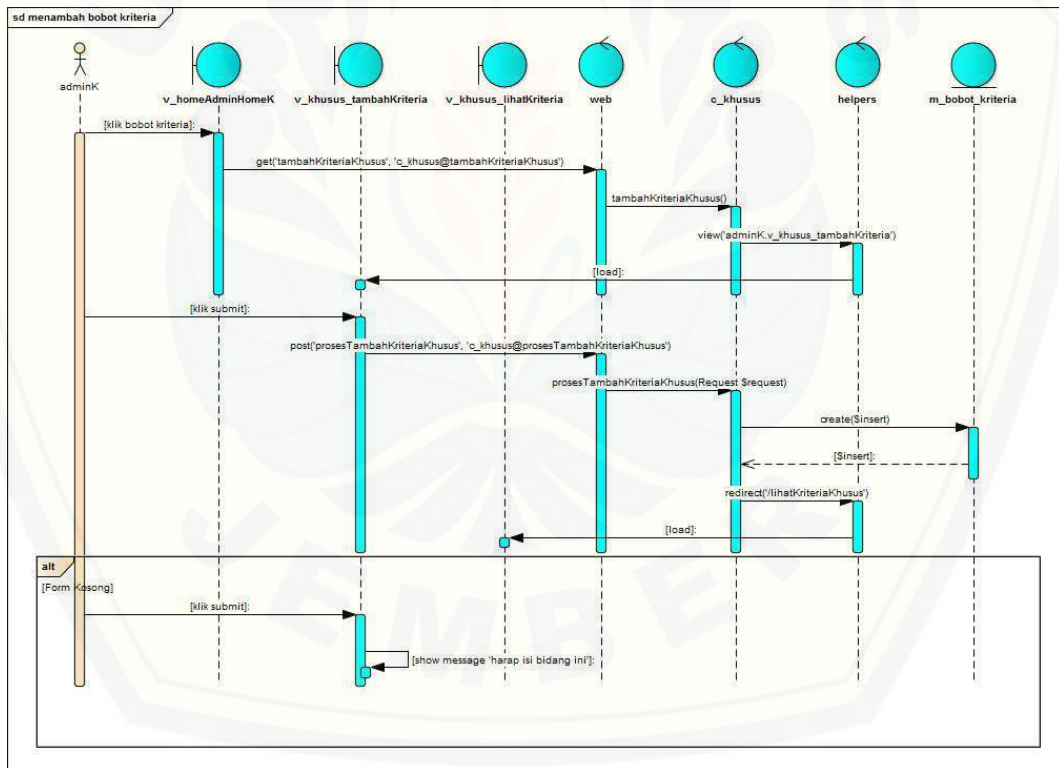 sd menambah bobot kriteria
adminK
v_homeAdminHomeK
v_khusus_tambahKriteria
v_khusus_lihatKriteria
web
c_khusus
helpers
m_bobot_kriteria
[klik bobot kriteria]:
get('tambahKriteriaKhusus', 'c_khusus@tambahKriteriaKhusus')
tambahKriteriaKhusus()
view('adminK.v_khusus_tambahKriteria')
[load]:
[klik submit]:
post('prosesTambahKriteriaKhusus', 'c_khusus@prosesTambahKriteriaKhusus')
prosesTambahKriteriaKhusus(Request $request)
create($insert)
[$insert]:
redirect('/lihatKriteriaKhusus')
[load]:
alt
[Form Kosong]
[klik submit]:
[show message 'harap isi bidang ini']:
JEMBER